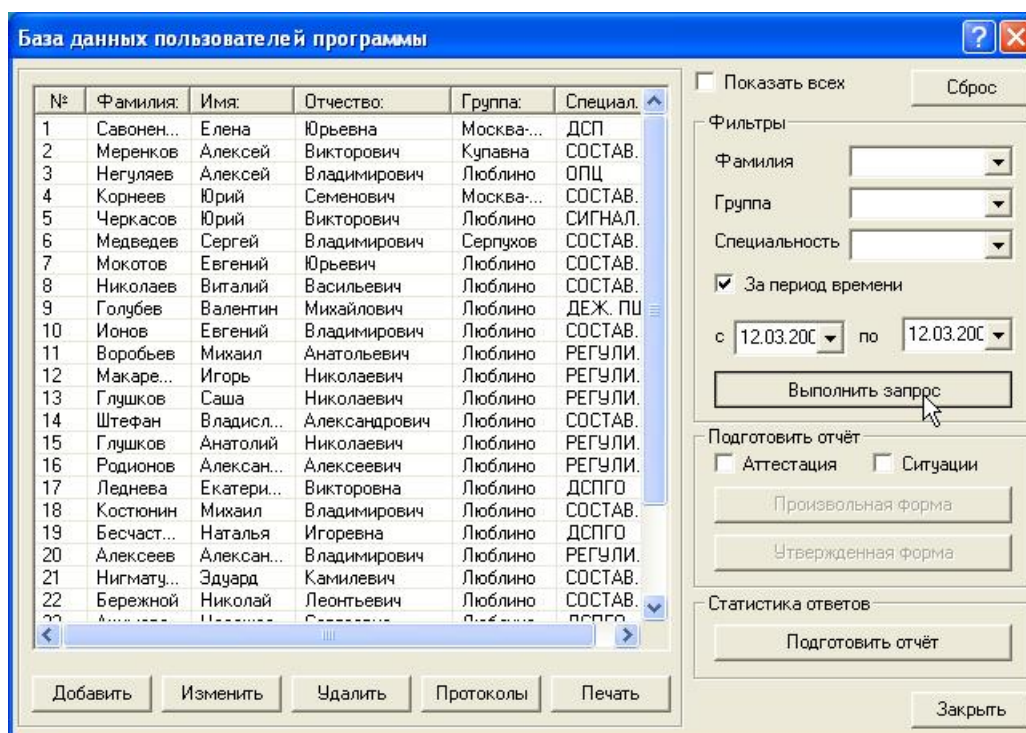 База данных пользователей программы
№ Фамилия: Имя: Отчество: Группа: Специал.
1 Савонен... Елена Юрьевна Москва-... ДСП
2 Меренков Алексей Викторович Купавна СОСТАВ.
3 Негуляев Алексей Владимирович Люблино ОПЦ
4 Корнеев Юрий Семенович Москва-... СОСТАВ.
5 Черкасов Юрий Викторович Люблино СИГНАЛ.
6 Медведев Сергей Владимирович Серпухов СОСТАВ.
7 Мокотов Евгений Юрьевич Люблино СОСТАВ.
8 Николаев Виталий Васильевич Люблино СОСТАВ.
9 Голубев Валентин Михайлович Люблино ДЕЖ. ПЦ
10 Ионов Евгений Владимирович Люблино СОСТАВ.
11 Воробьев Михаил Анатольевич Люблино РЕГУЛИ.
12 Макаре... Игорь Николаевич Люблино РЕГУЛИ.
13 Глушков Саша Николаевич Люблино РЕГУЛИ.
14 Штефан Владисл... Александрович Люблино СОСТАВ.
15 Глушков Анатолий Николаевич Люблино РЕГУЛИ.
16 Родионов Алексан... Алексеевич Люблино РЕГУЛИ.
17 Леднева Екатери... Викторовна Люблино ДСПГО
18 Костюнин Михаил Владимирович Люблино СОСТАВ.
19 Бесчаст... Наталья Игоревна Люблино ДСПГО
20 Алексеев Алексан... Владимирович Люблино РЕГУЛИ.
21 Нигмату... Эдуард Камилевич Люблино СОСТАВ.
22 Бережной Николай Леонтьевич Люблино СОСТАВ.
Добавить Изменить Удалить Протоколы Печать
Показать всех Сброс
Фильтры
Фамилия
Группа
Специальность
За период времени
с 12.03.200 по 12.03.200
Выполнить запрос
Подготовить отчёт
Аттестация Ситуации
Произвольная форма
Утвержденная форма
Статистика ответов
Подготовить отчёт
Закрыть